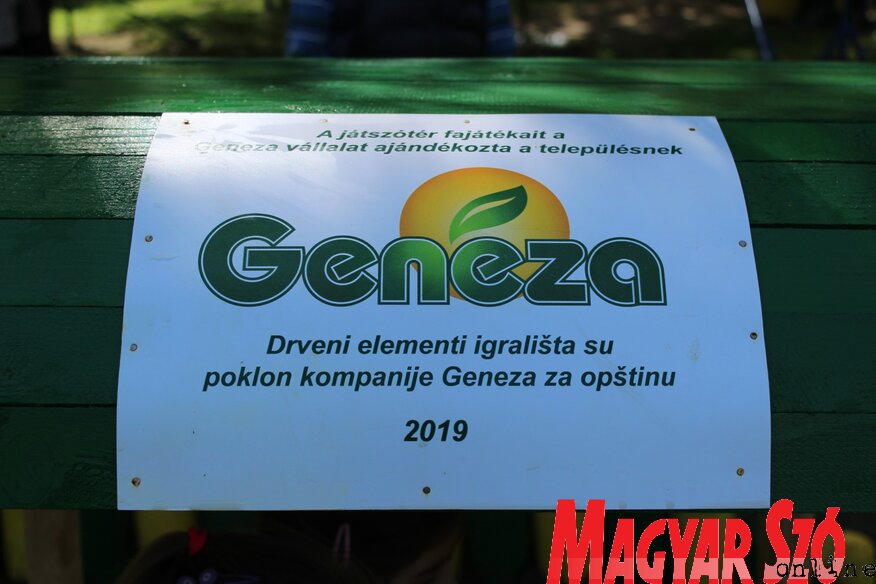 A játszótér fajátékait a
Geneza vállalat ajándékozta a településnek
Geneza
Drveni elementi igrališta su
poklon kompanije Geneza za opštinu
2019
MAGYAR SZÓ
online